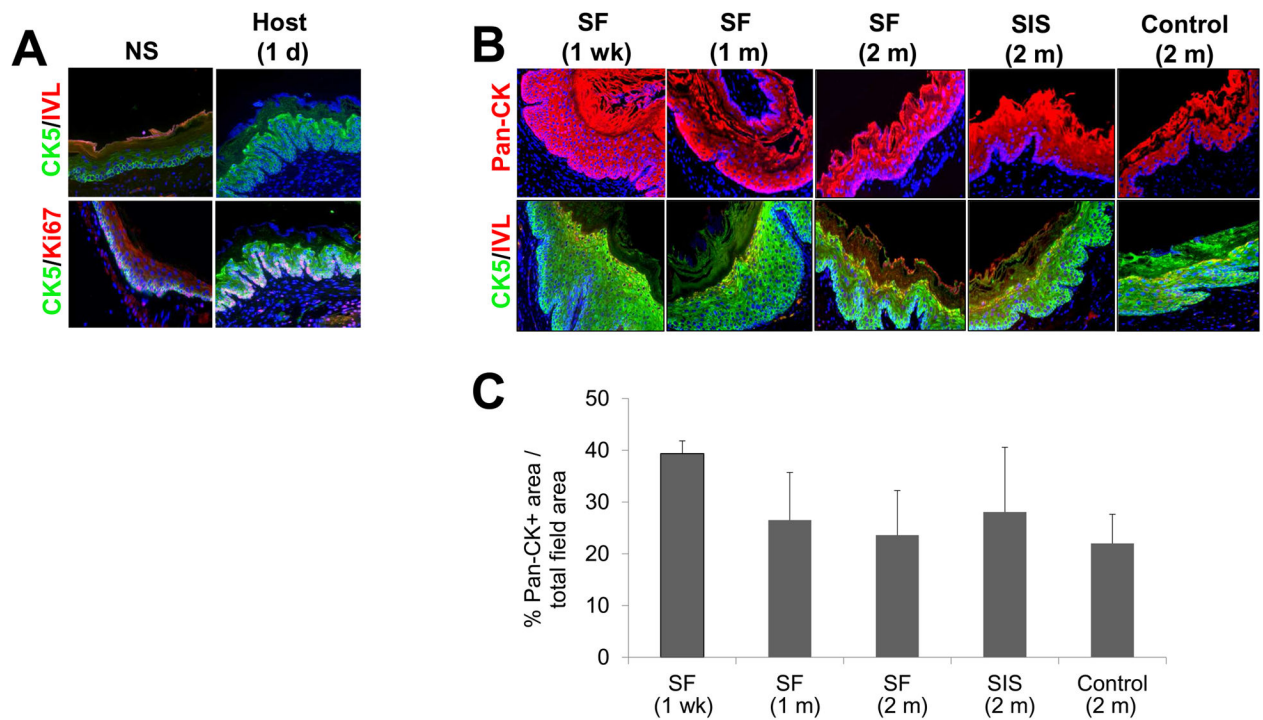 A
NS
Host
(1 d)
CK5/IVL
CK5/Ki67
B
SF
(1 wk)
SF
(1 m)
SF
(2 m)
SIS
(2 m)
Control
(2 m)
Pan-CK
CK5/IVL
C
% Pan-CK+ area /
total field area
50
40
30
20
10
0
SF
(1 wk)
SF
(1 m)
SF
(2 m)
SIS
(2 m)
Control
(2 m)